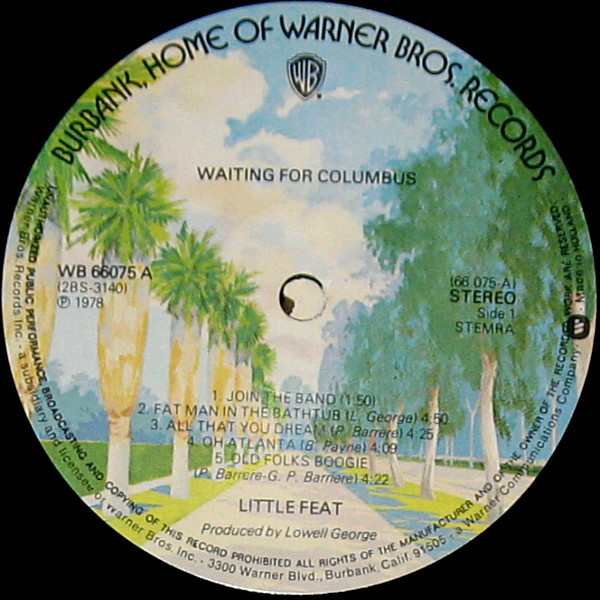 BURBANK, HOME OF WARNER BROS. RECORDS
WB
WAITING FOR COLUMBUS
WB 66075 A
(2BS-3140)
℗ 1978
(66 075-A)
STEREO
Side 1
STEMRA
1. JOIN THE BAND (1:50)
2. FAT MAN IN THE BATHTUB (L. George) 4:50
3. ALL THAT YOU DREAM (P. Barrere) 4:25
4. OH ATLANTA (B. Payne) 4:09
5. OLD FOLKS BOOGIE
(P. Barrere-G. P. Barriere) 4:22
LITTLE FEAT
Produced by Lowell George
UNAUTHORIZED PUBLIC PERFORMANCE BROADCASTING AND COPYING OF THIS RECORD PROHIBITED ALL RIGHTS OF THE MANUFACTURER AND OF THE OWNER OF THE RECORDED WORK ARE RESERVED
Warner Bros. Records Inc. - a subsidiary and licensee of Warner Bros. Inc. - 3300 Warner Blvd., Burbank, Calif. 91505 - a Warner Communications Company - Made in Holland